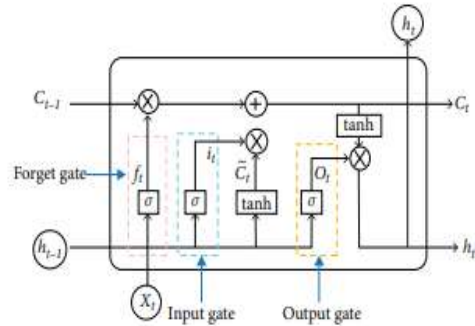 h_t
C_{t-1}
C_t
tanh
f_t
i_t
C̃_t
O_t
Forget gate
σ
σ
tanh
σ
h_{t-1}
h_t
X_t
Input gate
Output gate